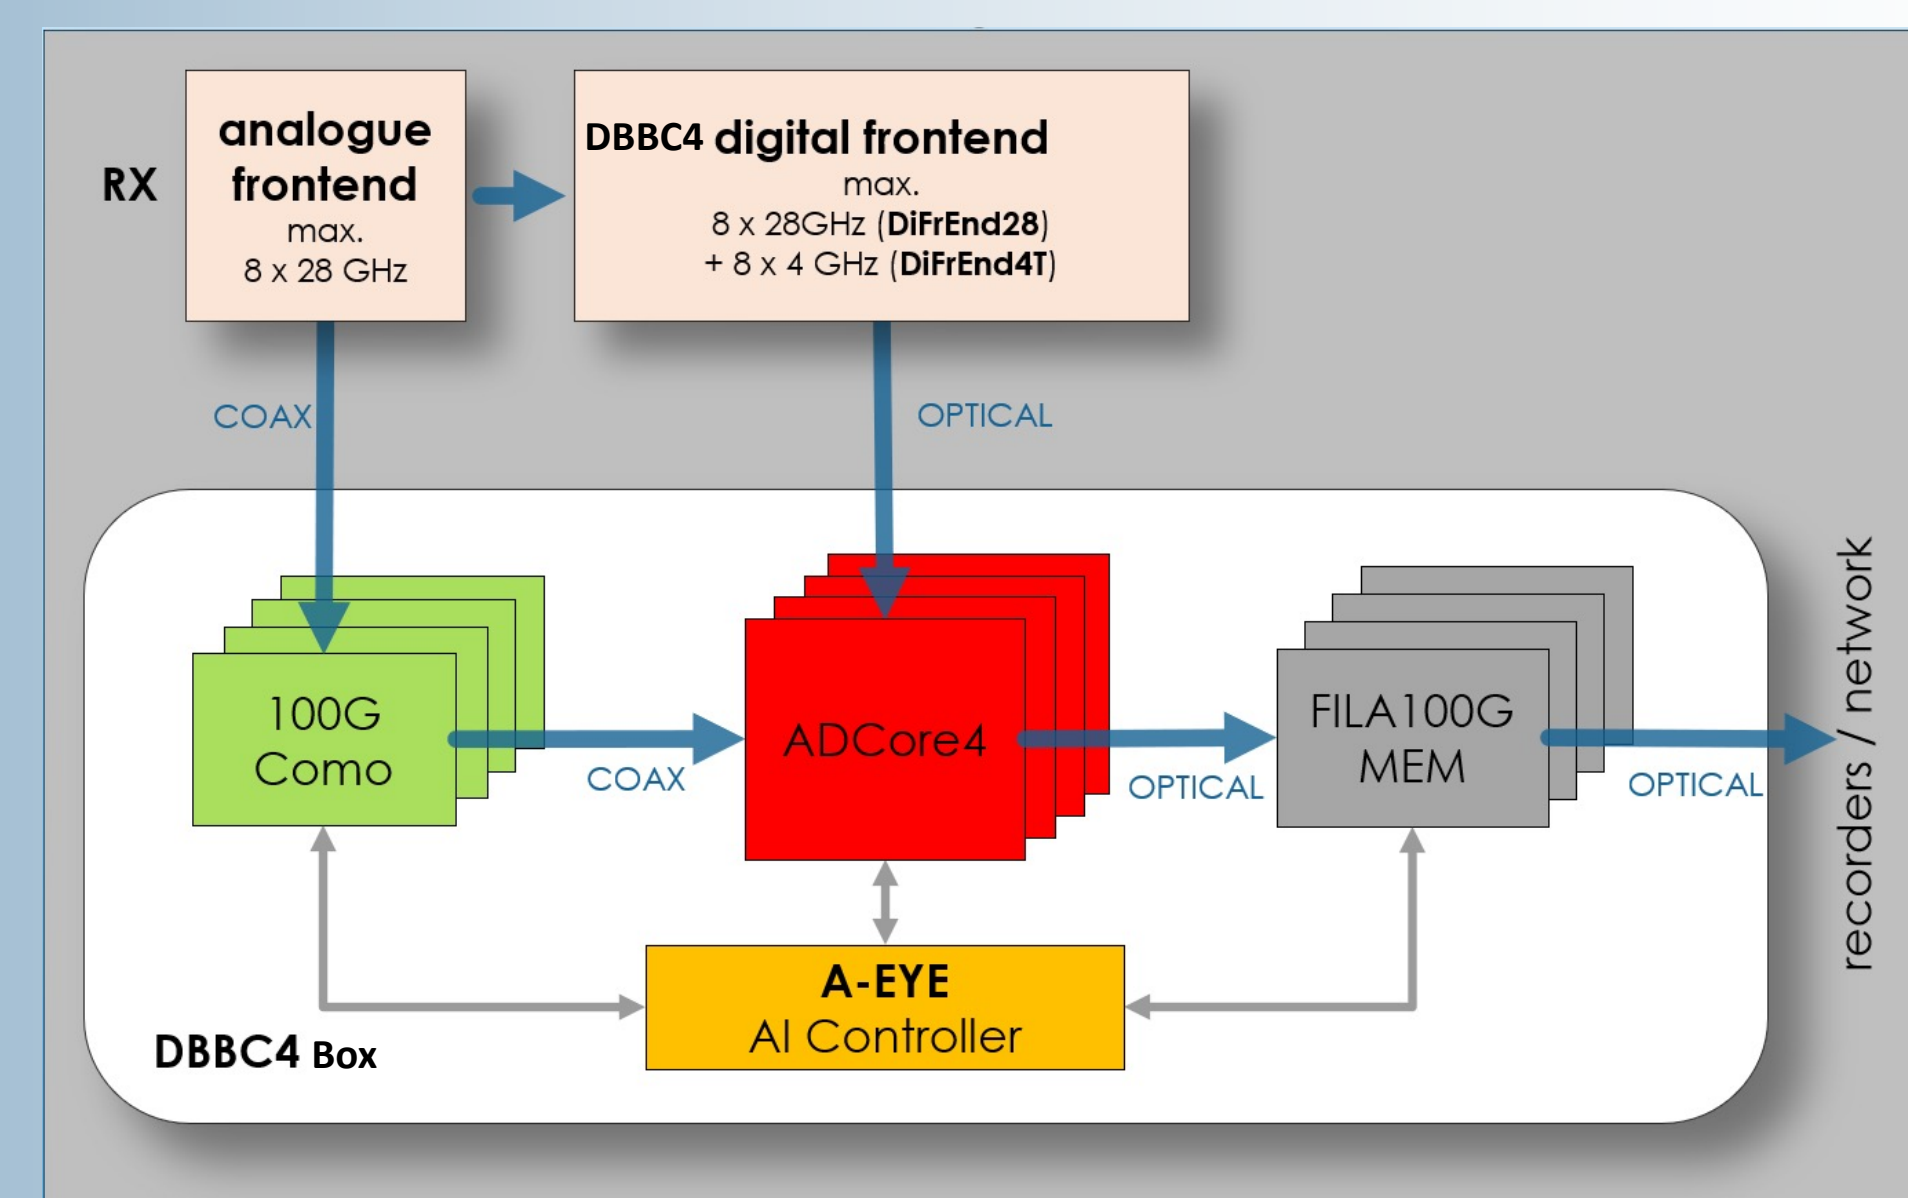 RX
analogue
frontend
max.
8 x 28 GHz
DBBC4 digital frontend
max.
8 x 28GHz (DiFrEnd28)
+ 8 x 4 GHz (DiFrEnd4T)
COAX
OPTICAL
100G
Como
COAX
ADCore4
OPTICAL
FILA100G
MEM
OPTICAL
recorders / network
A-EYE
AI Controller
DBBC4 Box